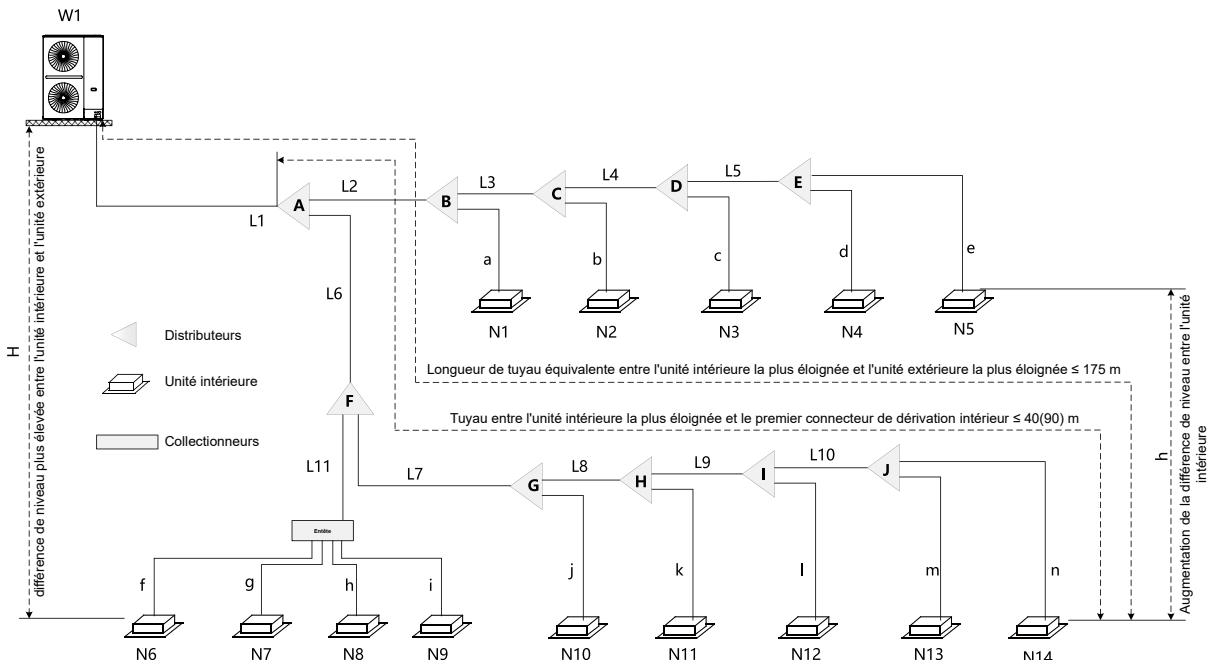 W1
H
différence de niveau plus élevée entre l'unité intérieure et l'unité extérieure
L1
A
L2
B
L3
C
L4
D
L5
E
a
b
c
d
e
N1
N2
N3
N4
N5
L6
Distributeurs
Unité intérieure
Collectionneurs
Longueur de tuyau équivalente entre l'unité intérieure la plus éloignée et l'unité extérieure la plus éloignée ≤ 175 m
Tuyau entre l'unité intérieure la plus éloignée et le premier connecteur de dérivation intérieur ≤ 40(90) m
h
Augmentation de la différence de niveau entre l'unité
intérieure
F
L11
L7
G
L8
H
L9
I
L10
J
Entête
f
g
h
i
j
k
l
m
n
N6
N7
N8
N9
N10
N11
N12
N13
N14